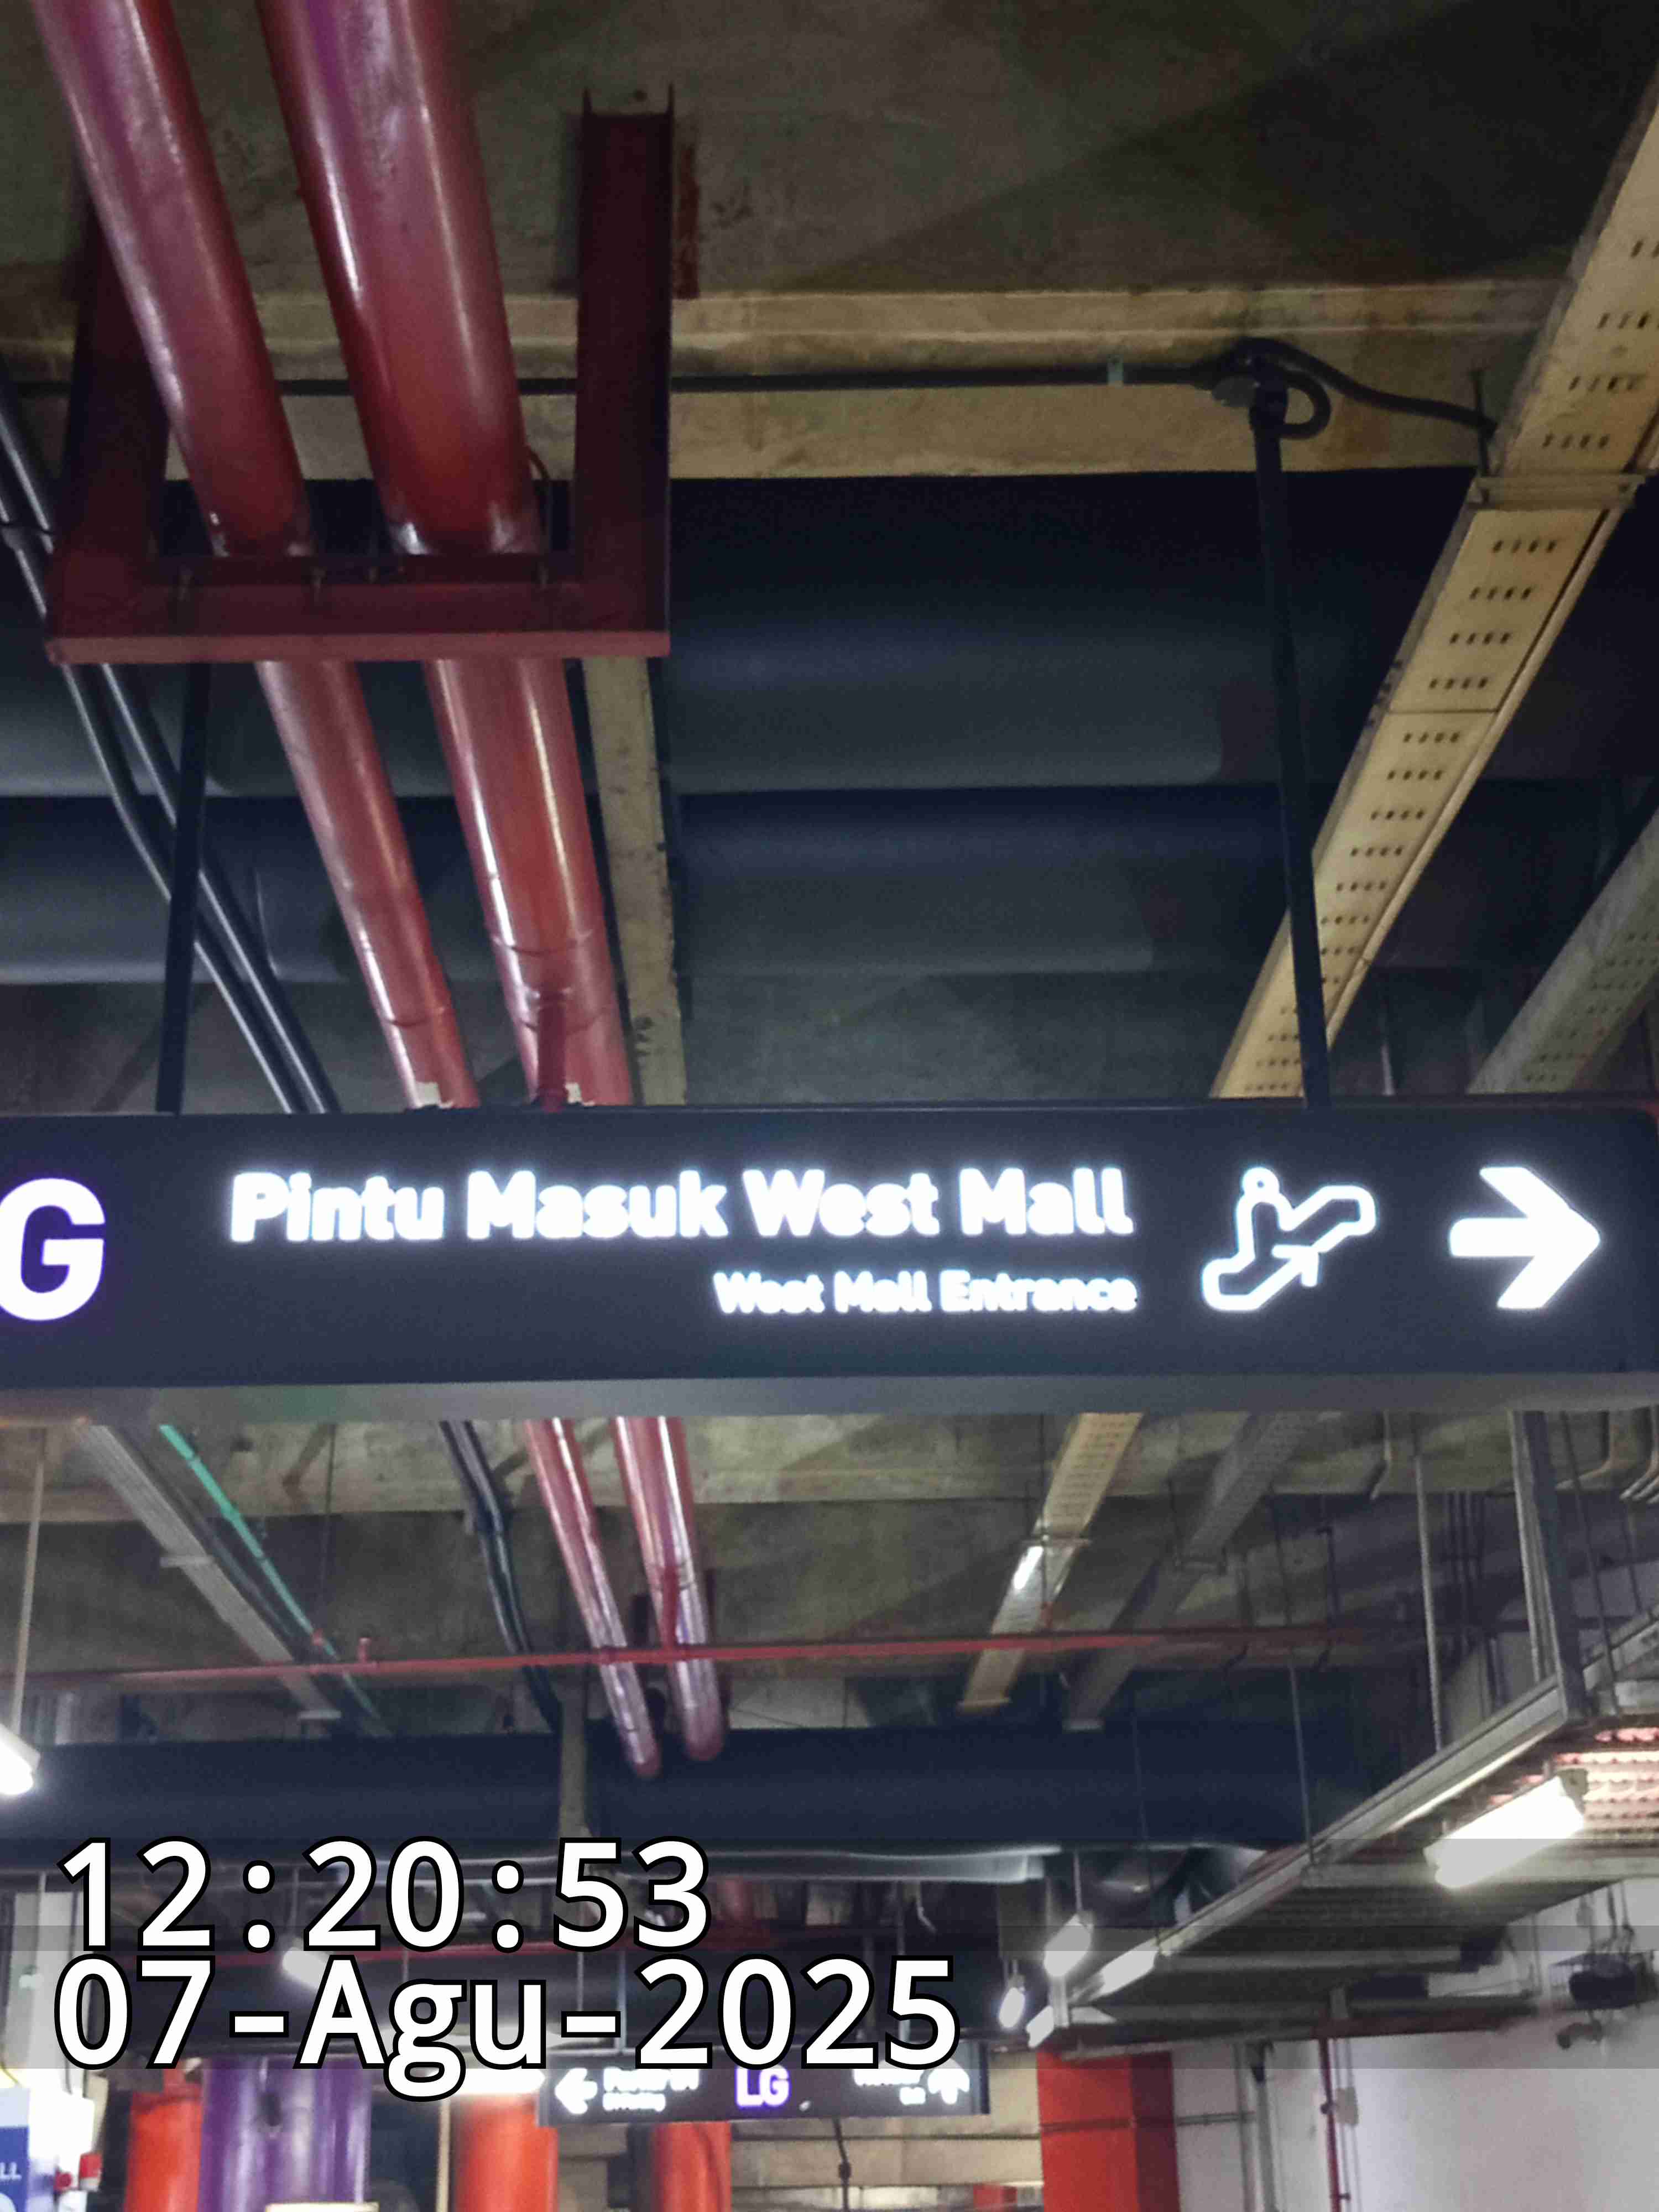 G
Pintu Masuk West Mall
West Mall Entrance
12:20:53
07-Agu-2025
LG